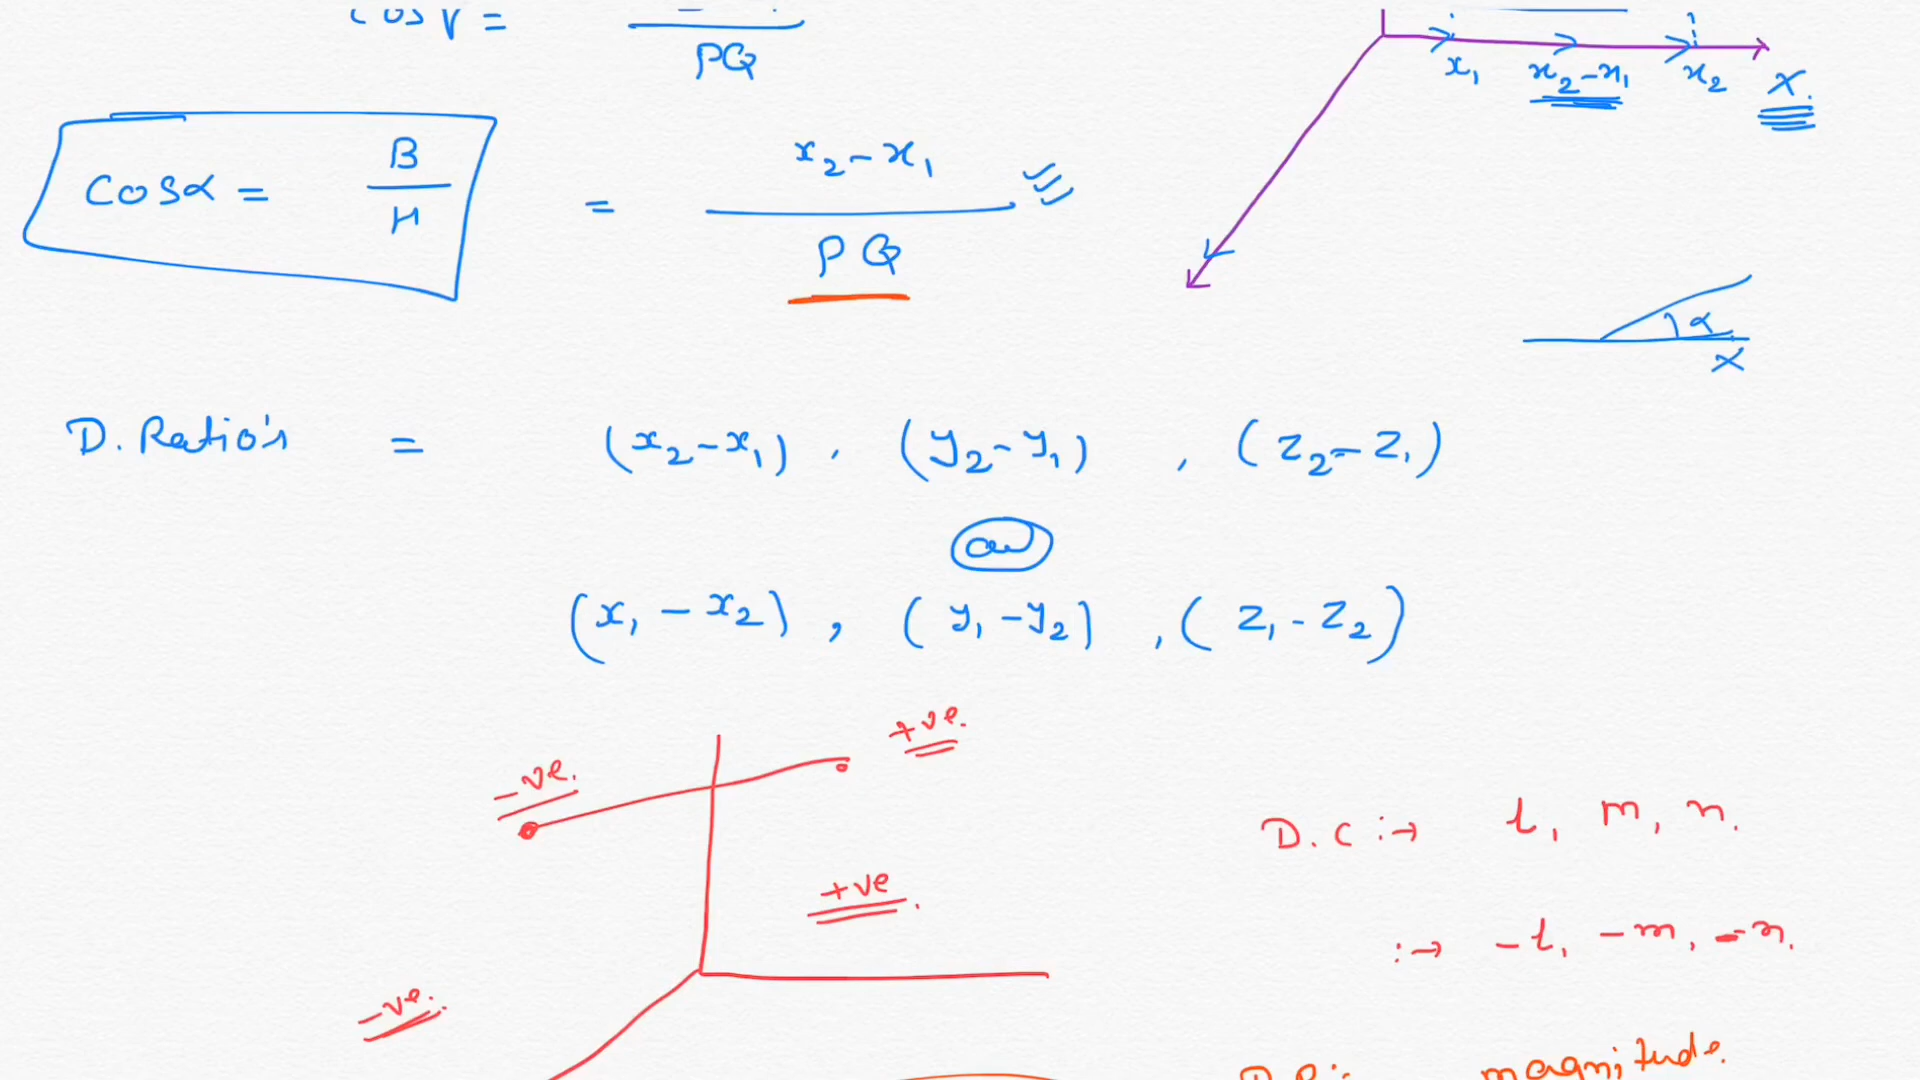 cos γ =
PQ
x₁ x₂-x₁ x₂ X.
Cosα = B/H = x₂-x₁/PQ
α
X
D. Ratio's = (x₂-x₁), (y₂-y₁), (z₂-z₁)
(x₁-x₂), (y₁-y₂), (z₁-z₂)
+ve.
-ve.
D.C :→ l, m, n.
+ve.
:→ -l, -m, -n.
-ve.
magnitude.